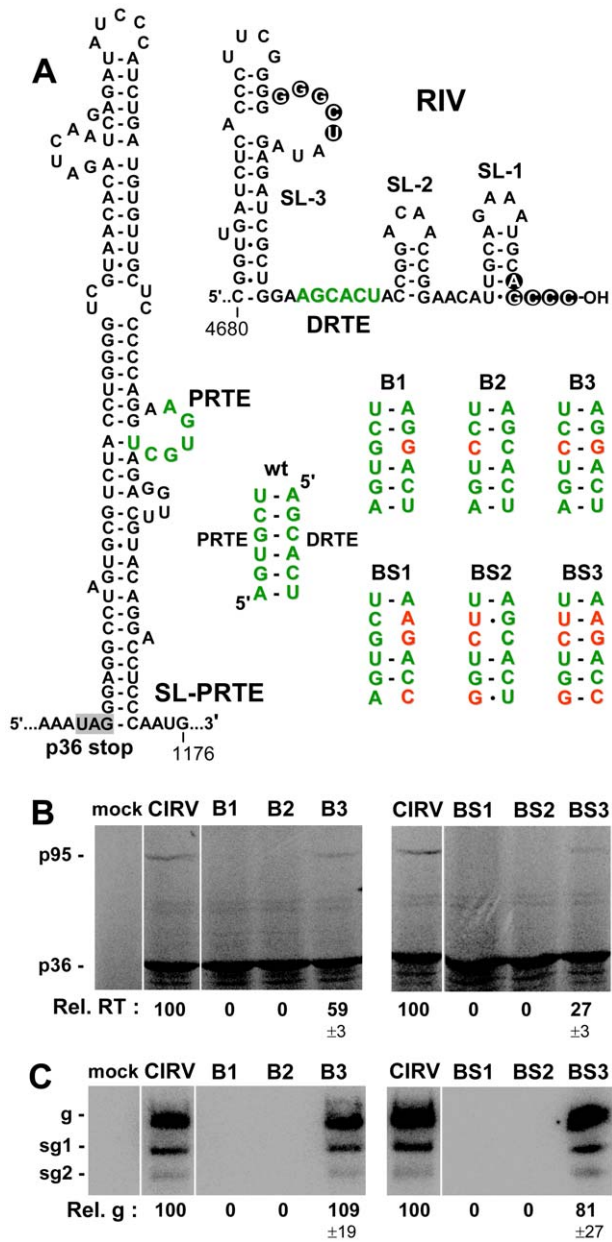 A
RIV
SL-3
SL-2
SL-1
5'..C GGAAGCACUAC GAACAU GCCC-OH
4680
DRTE
PRTE
A G U G C U
wt
5'
U - A
C - G
PRTE G - C DRTE
U - A
G - C
A - U
5'
B1 B2 B3
U - A U - A U - A
C - G C - G C - G
G G C C C - G
U - A U - A U - A
G - C G - C G - C
A - U A - U A - U
BS1 BS2 BS3
U - A U - A U - A
C A U · G U - A
G G C C C - G
U - A U - A U - A
G - C G - C G - C
A C G · U G - C
SL-PRTE
5'...AAAUAG - CAAUG...3'
p36 stop
1176
B
mock CIRV B1 B2 B3 CIRV BS1 BS2 BS3
p95 -
p36 -
Rel. RT : 100 0 0 59 100 0 0 27
±3 ±3
C
mock CIRV B1 B2 B3 CIRV BS1 BS2 BS3
g -
sg1 -
sg2 -
Rel. g : 100 0 0 109 100 0 0 81
±19 ±27